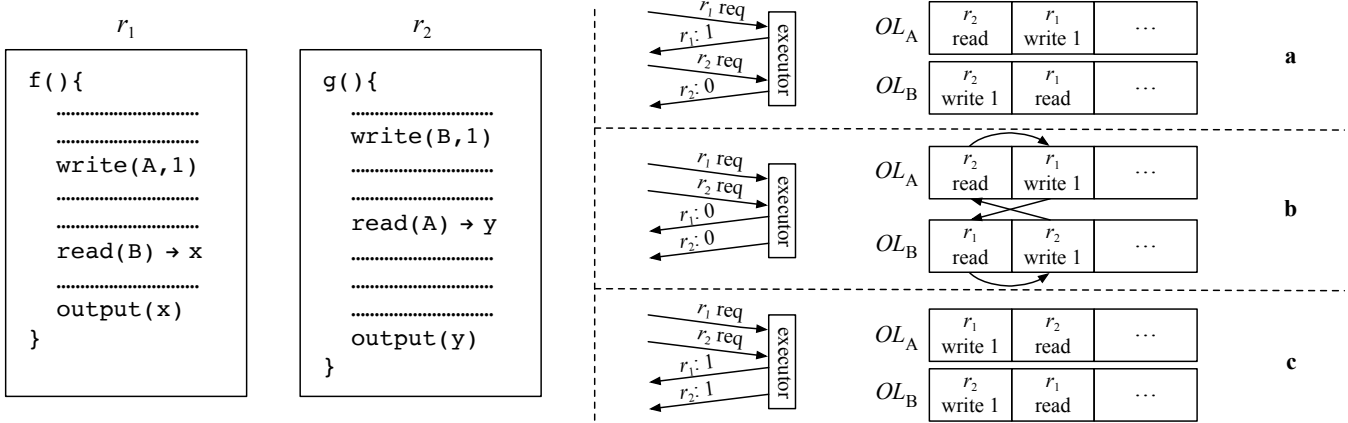 r1
f(){
................................
................................
write(A,1)
................................
................................
read(B) → x
................................
output(x)
}
r2
g(){
................................
write(B,1)
................................
................................
read(A) → y
................................
................................
................................
output(y)
}
r1 req
r1: 1
r2 req
r2: 0
executor
OLA
r2 r1
read write 1 ...
OLB
r2 r1
write 1 read ...
a
r1 req
r2 req
r1: 0
r2: 0
executor
OLA
r2 r1
read write 1 ...
OLB
r1 r2
read write 1 ...
b
r1 req
r2 req
r1: 1
r2: 1
executor
OLA
r1 r2
write 1 read ...
OLB
r2 r1
write 1 read ...
c